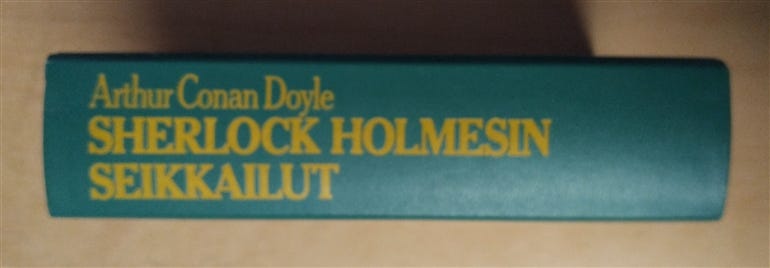 Arthur Conan Doyle
SHERLOCK HOLMESIN
SEIKKAILUT